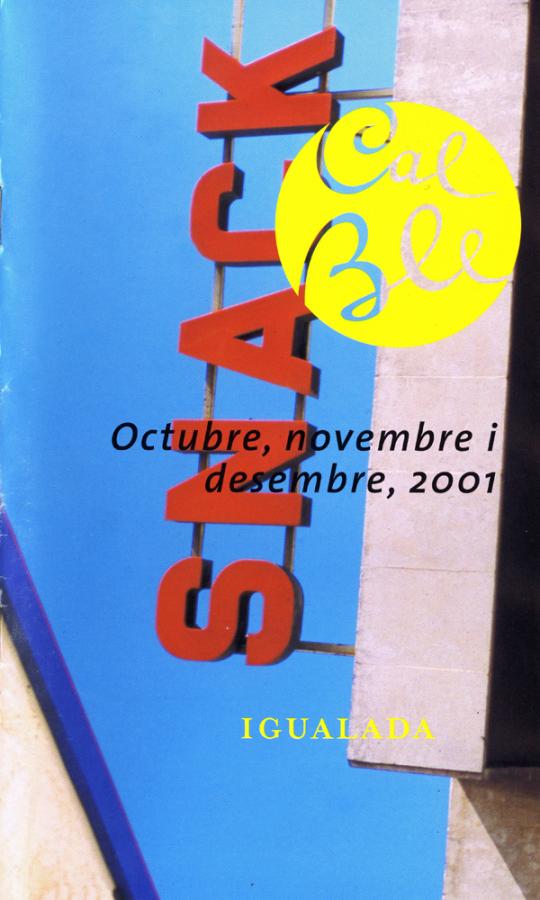 SNACK
Cal
Ble
Octubre, novembre i
desembre, 2001
IGUALADA